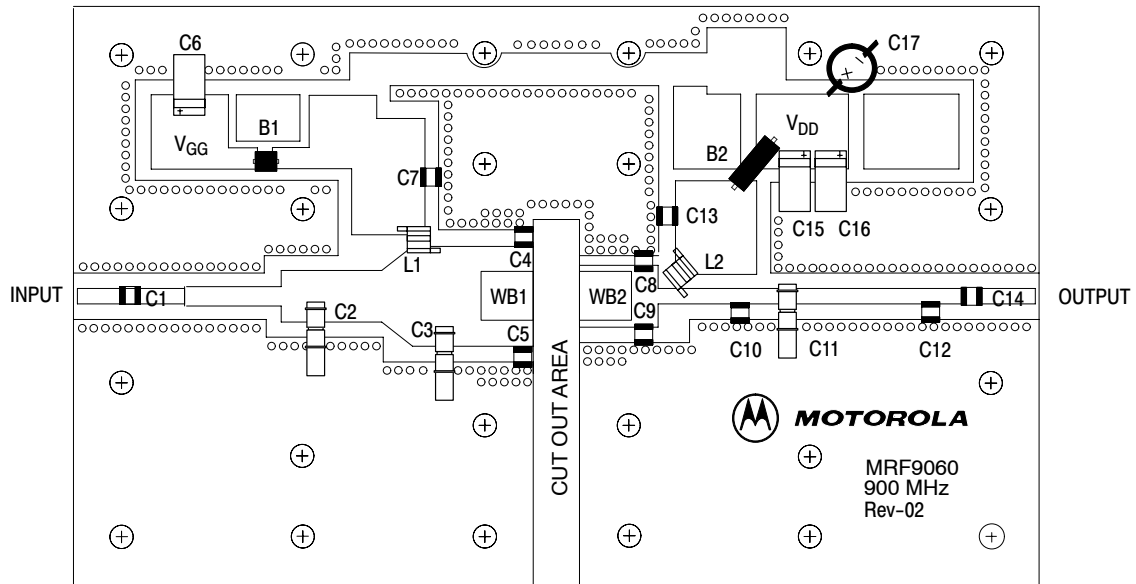 C6
C17
B1
VGG
VDD
B2
C7
C13
C15 C16
L1
C4
L2
C8
INPUT
C1
WB1
WB2
C14
OUTPUT
C2
C3
C5
C9
C10
C11
C12
CUT OUT AREA
MOTOROLA
MRF9060
900 MHz
Rev-02